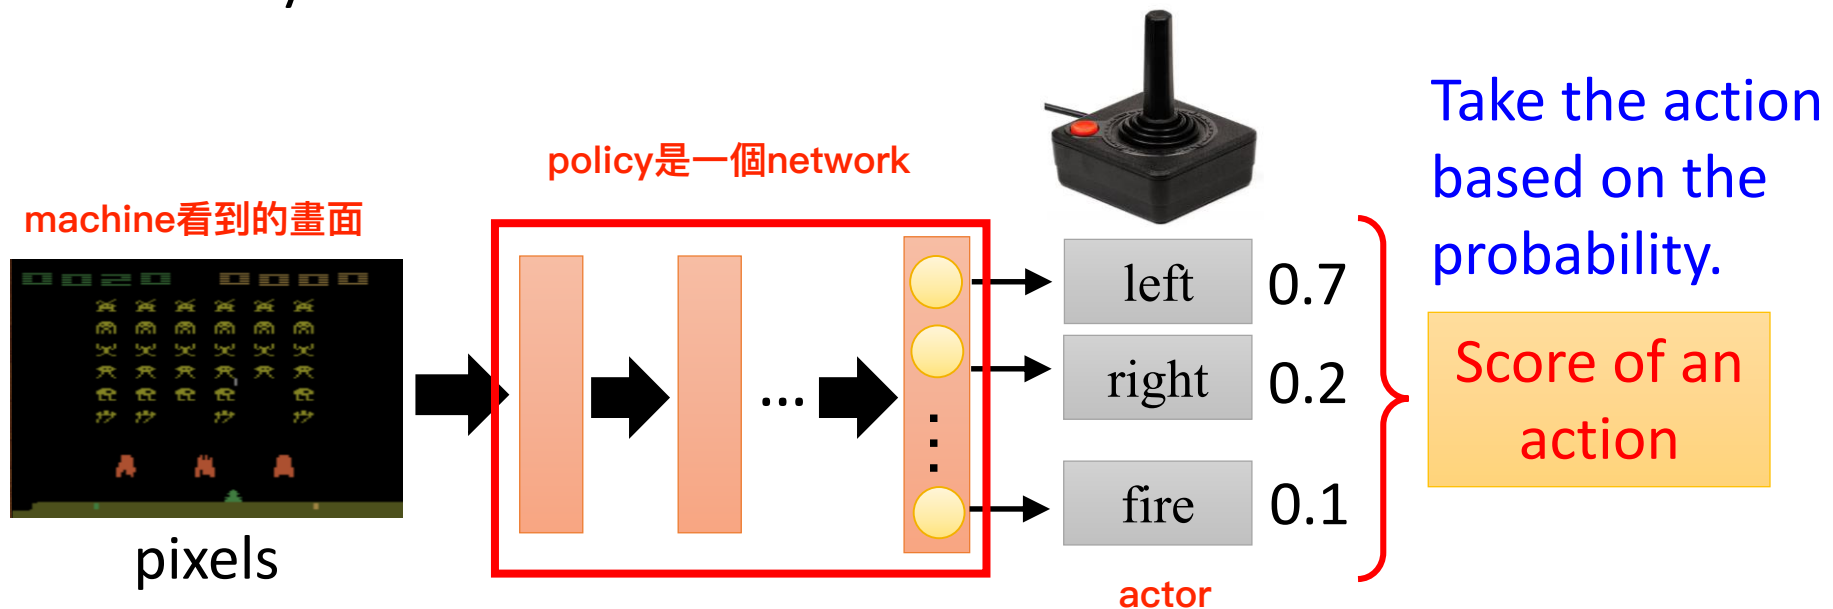 machine看到的畫面
pixels
policy是一個network
...
left 0.7
right 0.2
fire 0.1
actor
Take the action
based on the
probability.
Score of an
action